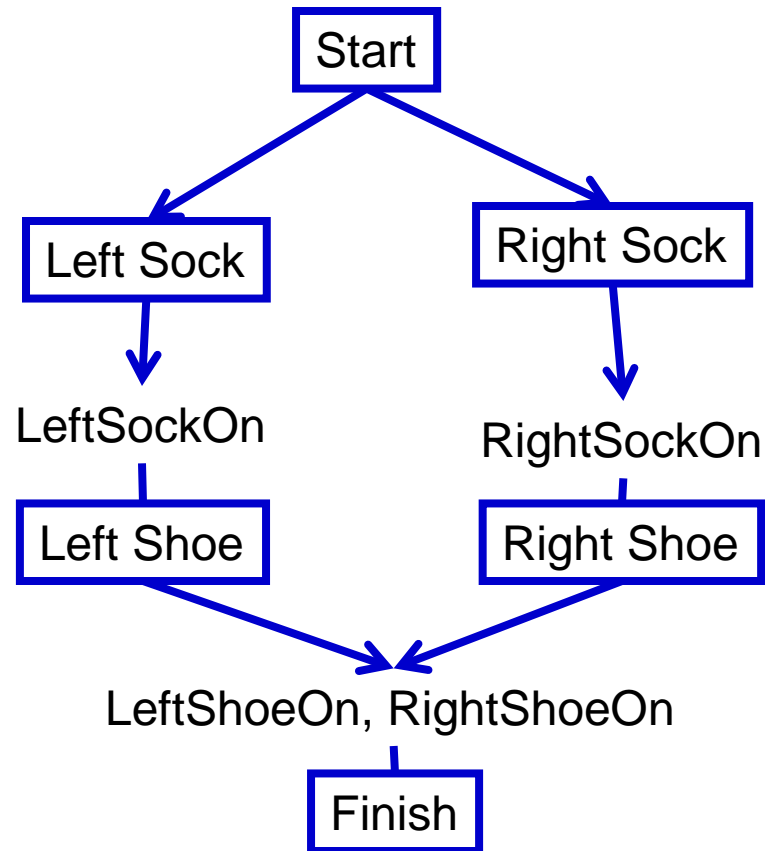 Start
Left Sock
Right Sock
LeftSockOn
RightSockOn
Left Shoe
Right Shoe
LeftShoeOn, RightShoeOn
Finish